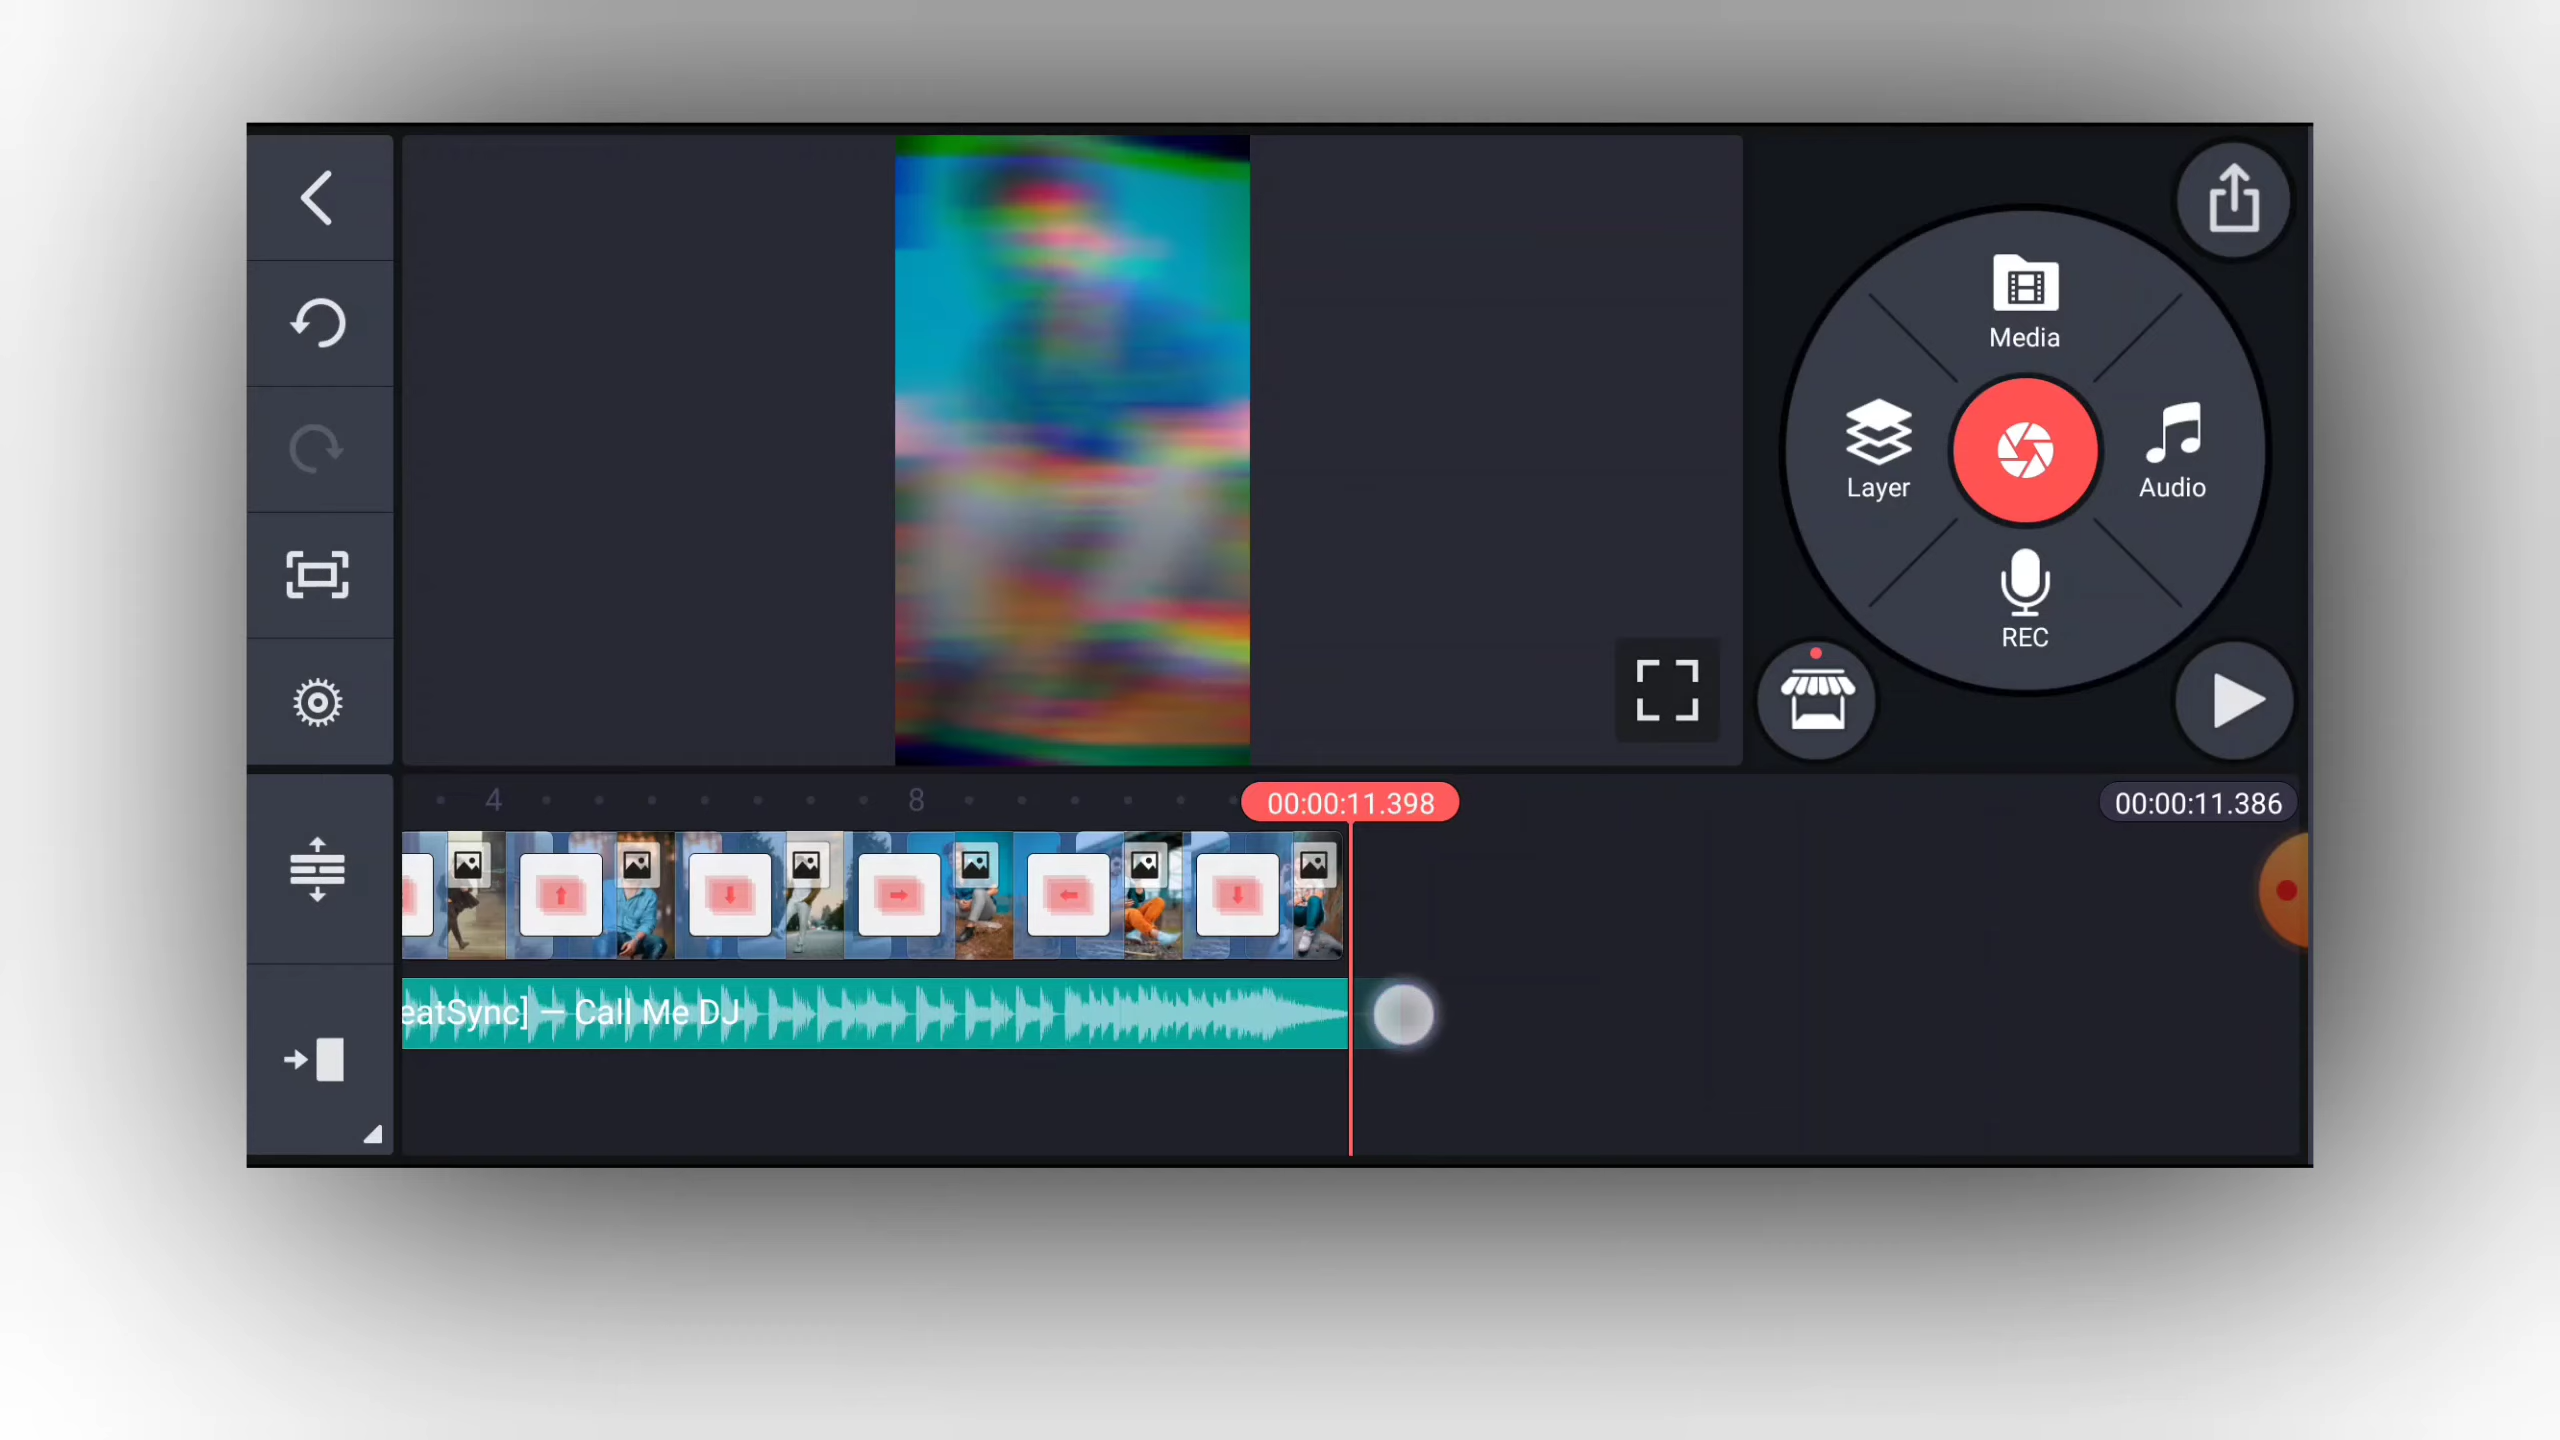 Media
Layer
Audio
REC
4
8
00:00:11.398
00:00:11.386
eatSync] — Call Me DJ